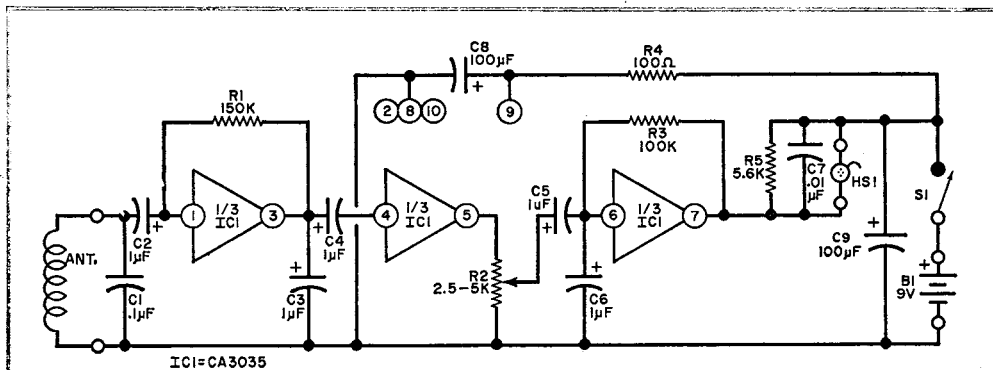 C8
100µF
R4
100Ω
R1
150K
2 8 10
9
R3
100K
R5
5.6K
C7
.01
µF
HS1
S1
1
1/3
IC1
3
4
1/3
IC1
5
C5
1µF
6
1/3
IC1
7
ANT.
C2
1µF
C4
1µF
C1
.1µF
C3
1µF
R2
2.5-5K
C6
1µF
C9
100µF
B1
9V
IC1=CA3035